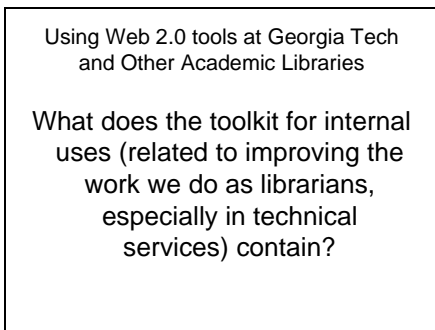 Using Web 2.0 tools at Georgia Tech
and Other Academic Libraries
What does the toolkit for internal
uses (related to improving the
work we do as librarians,
especially in technical
services) contain?